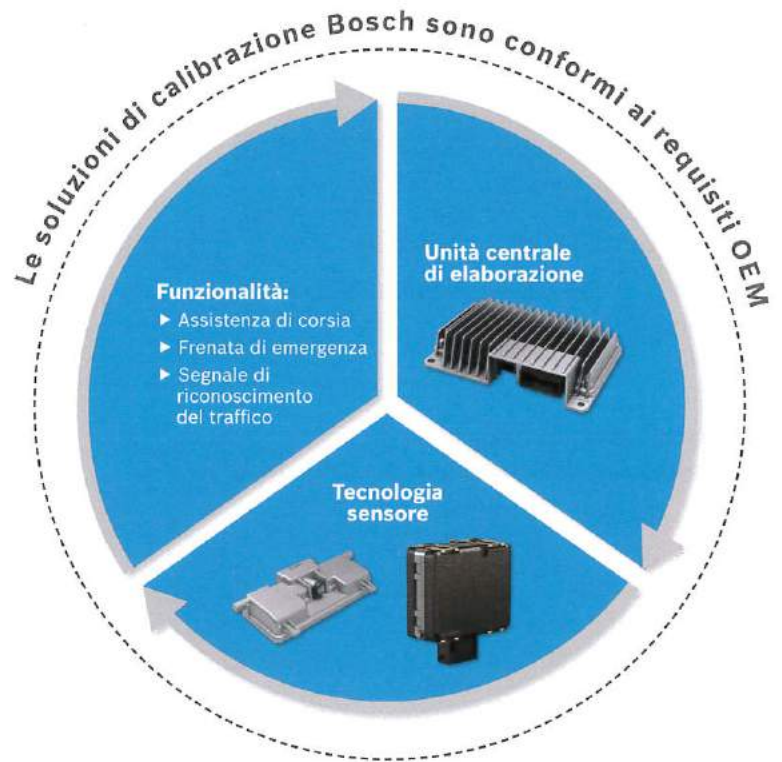 Le soluzioni di calibrazione Bosch sono conformi ai requisiti OEM
Funzionalità:
▶ Assistenza di corsia
▶ Frenata di emergenza
▶ Segnale di
riconoscimento
del traffico
Unità centrale
di elaborazione
Tecnologia
sensore